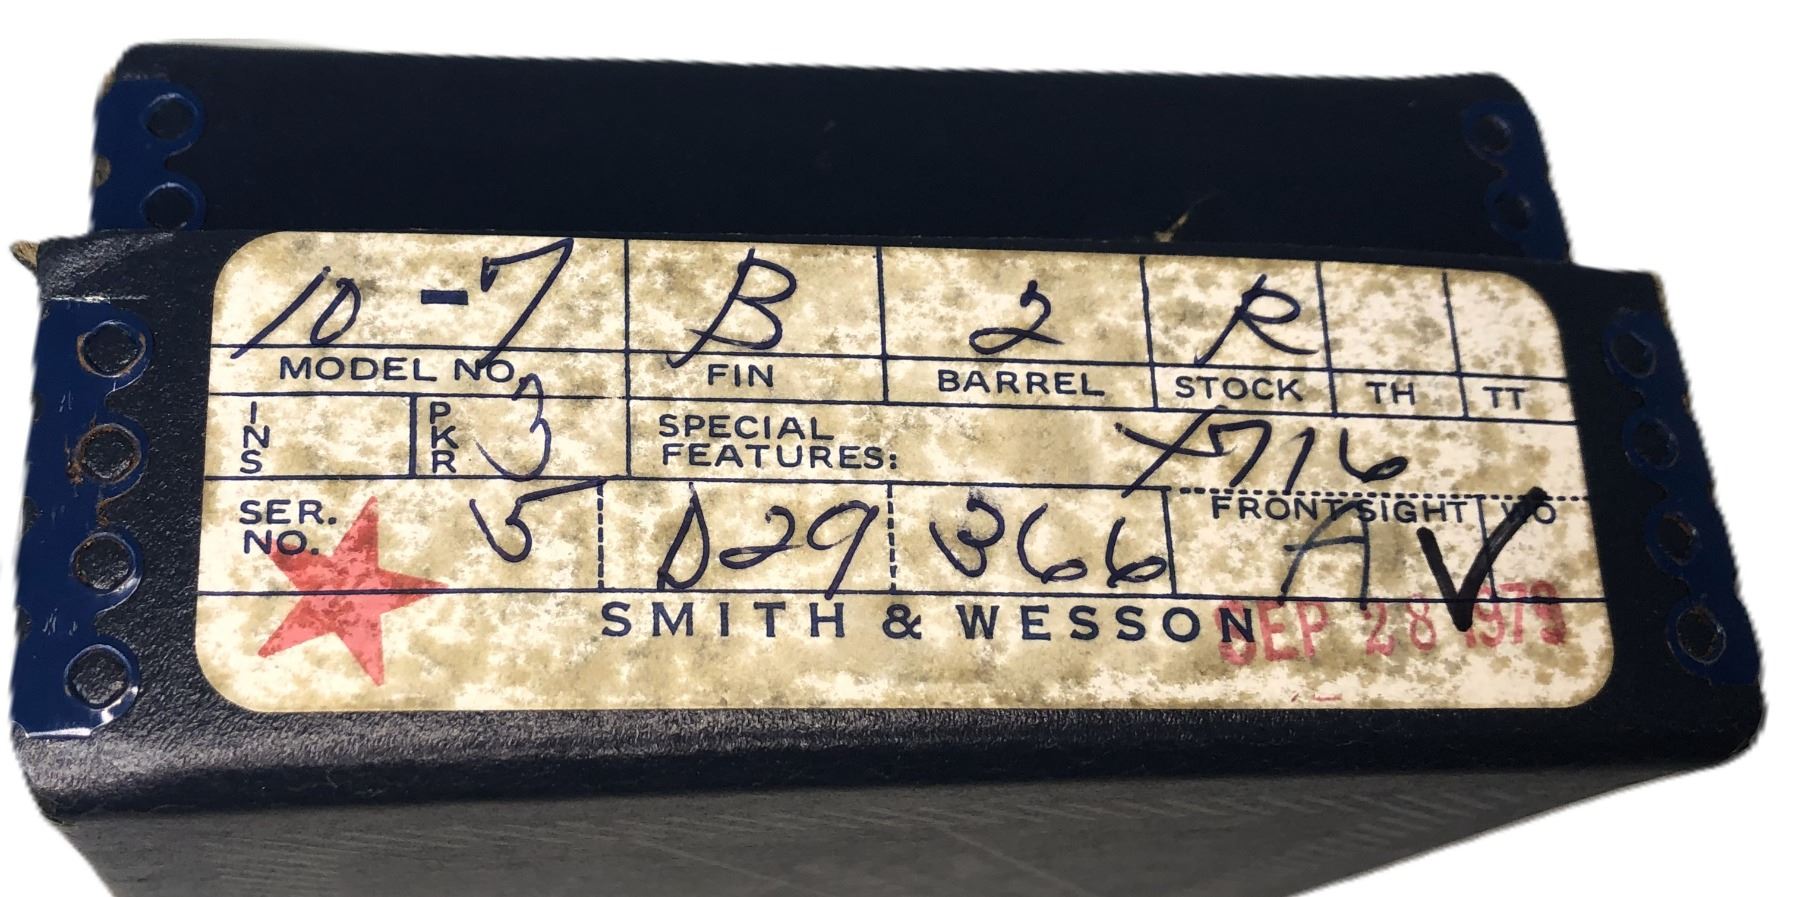 10-7 B 2 R
MODEL NO. FIN BARREL STOCK TH TT
INS PKR 3 SPECIAL FEATURES: X716
SER. NO. 5 D29 366 FRONT SIGHT WO
A
SMITH & WESSON SEP 28 1979